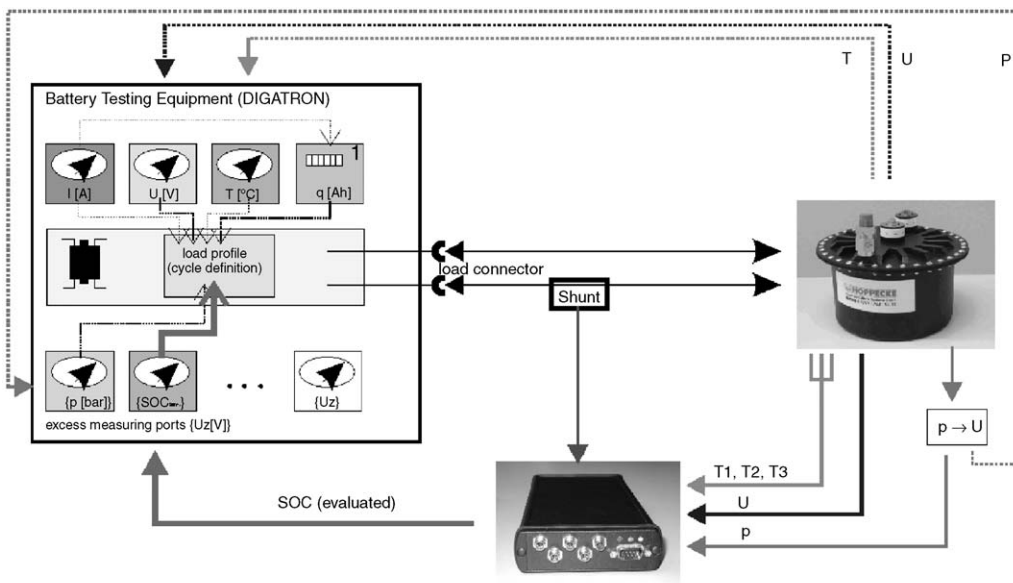 T
U
P
Battery Testing Equipment (DIGATRON)
I [A]
U [V]
T [°C]
1
q [Ah]
load profile
(cycle definition)
load connector
Shunt
HOPPECKE
{p [bar]}
{SOC
}
{Uz}
excess measuring ports {Uz[V]}
p → U
T1, T2, T3
U
p
SOC (evaluated)